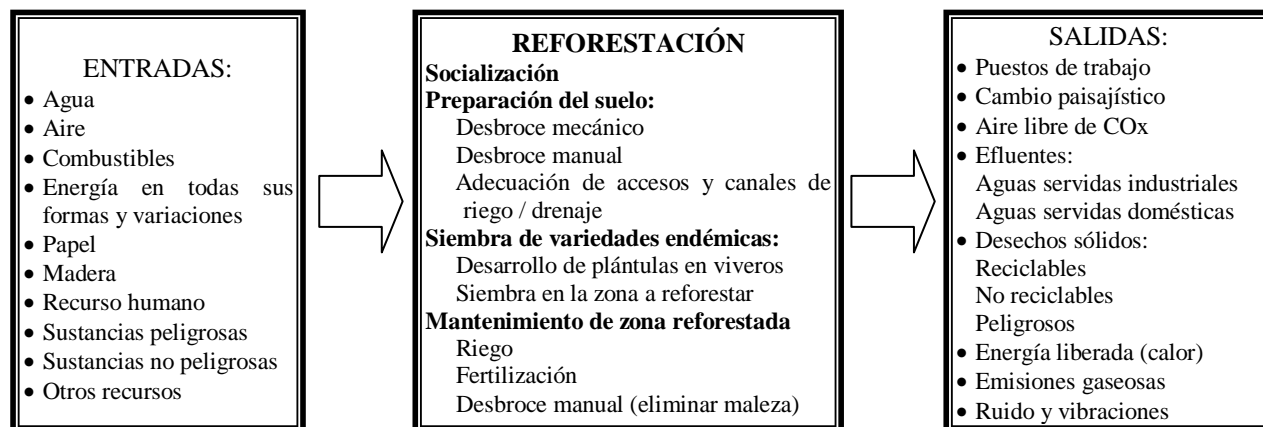 ENTRADAS:
• Agua
• Aire
• Combustibles
• Energía en todas sus
formas y variaciones
• Papel
• Madera
• Recurso humano
• Sustancias peligrosas
• Sustancias no peligrosas
• Otros recursos
REFORESTACIÓN
Socialización
Preparación del suelo:
Desbroce mecánico
Desbroce manual
Adecuación de accesos y canales de
riego / drenaje
Siembra de variedades endémicas:
Desarrollo de plántulas en viveros
Siembra en la zona a reforestar
Mantenimiento de zona reforestada
Riego
Fertilización
Desbroce manual (eliminar maleza)
SALIDAS:
• Puestos de trabajo
• Cambio paisajístico
• Aire libre de COx
• Efluentes:
Aguas servidas industriales
Aguas servidas domésticas
• Desechos sólidos:
Reciclables
No reciclables
Peligrosos
• Energía liberada (calor)
• Emisiones gaseosas
• Ruido y vibraciones